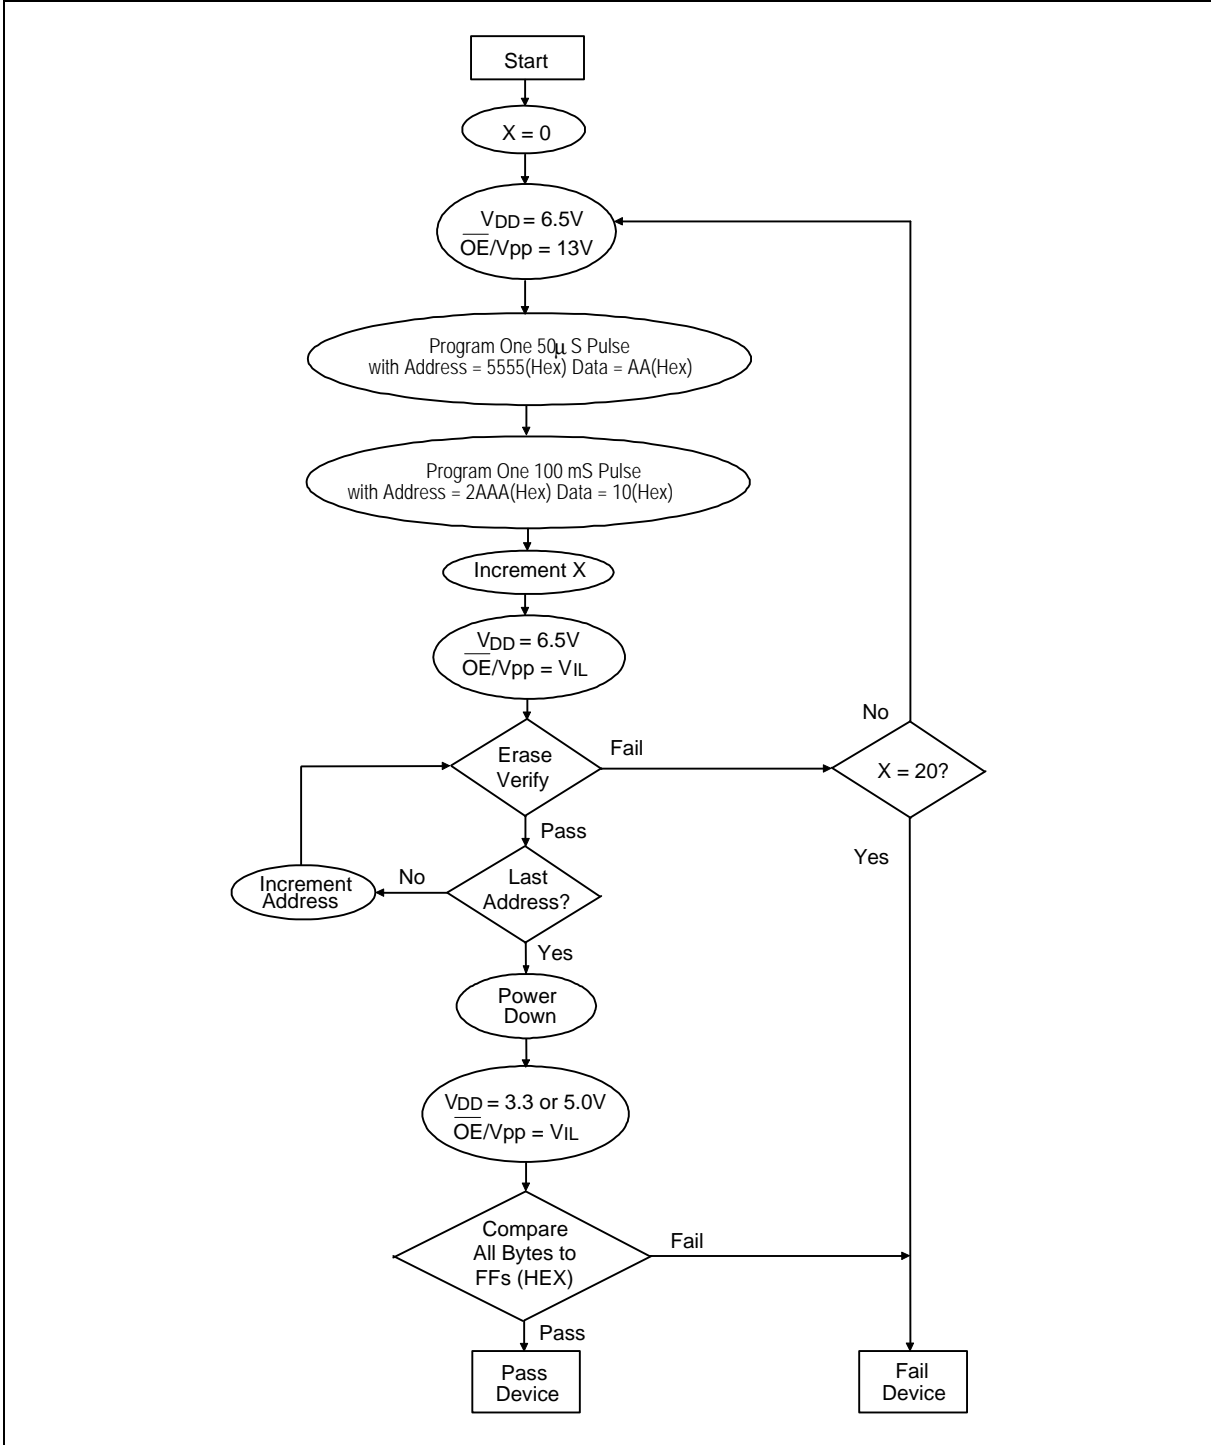 Start
X = 0
VDD = 6.5V
OE/Vpp = 13V
Program One 50μ S Pulse
with Address = 5555(Hex) Data = AA(Hex)
Program One 100 mS Pulse
with Address = 2AAA(Hex) Data = 10(Hex)
Increment X
VDD = 6.5V
OE/Vpp = VIL
No
Erase
Verify
Fail
X = 20?
Pass
Yes
Increment
Address
No
Last
Address?
Yes
Power
Down
VDD = 3.3 or 5.0V
OE/Vpp = VIL
Compare
All Bytes to
FFs (HEX)
Fail
Pass
Pass
Device
Fail
Device